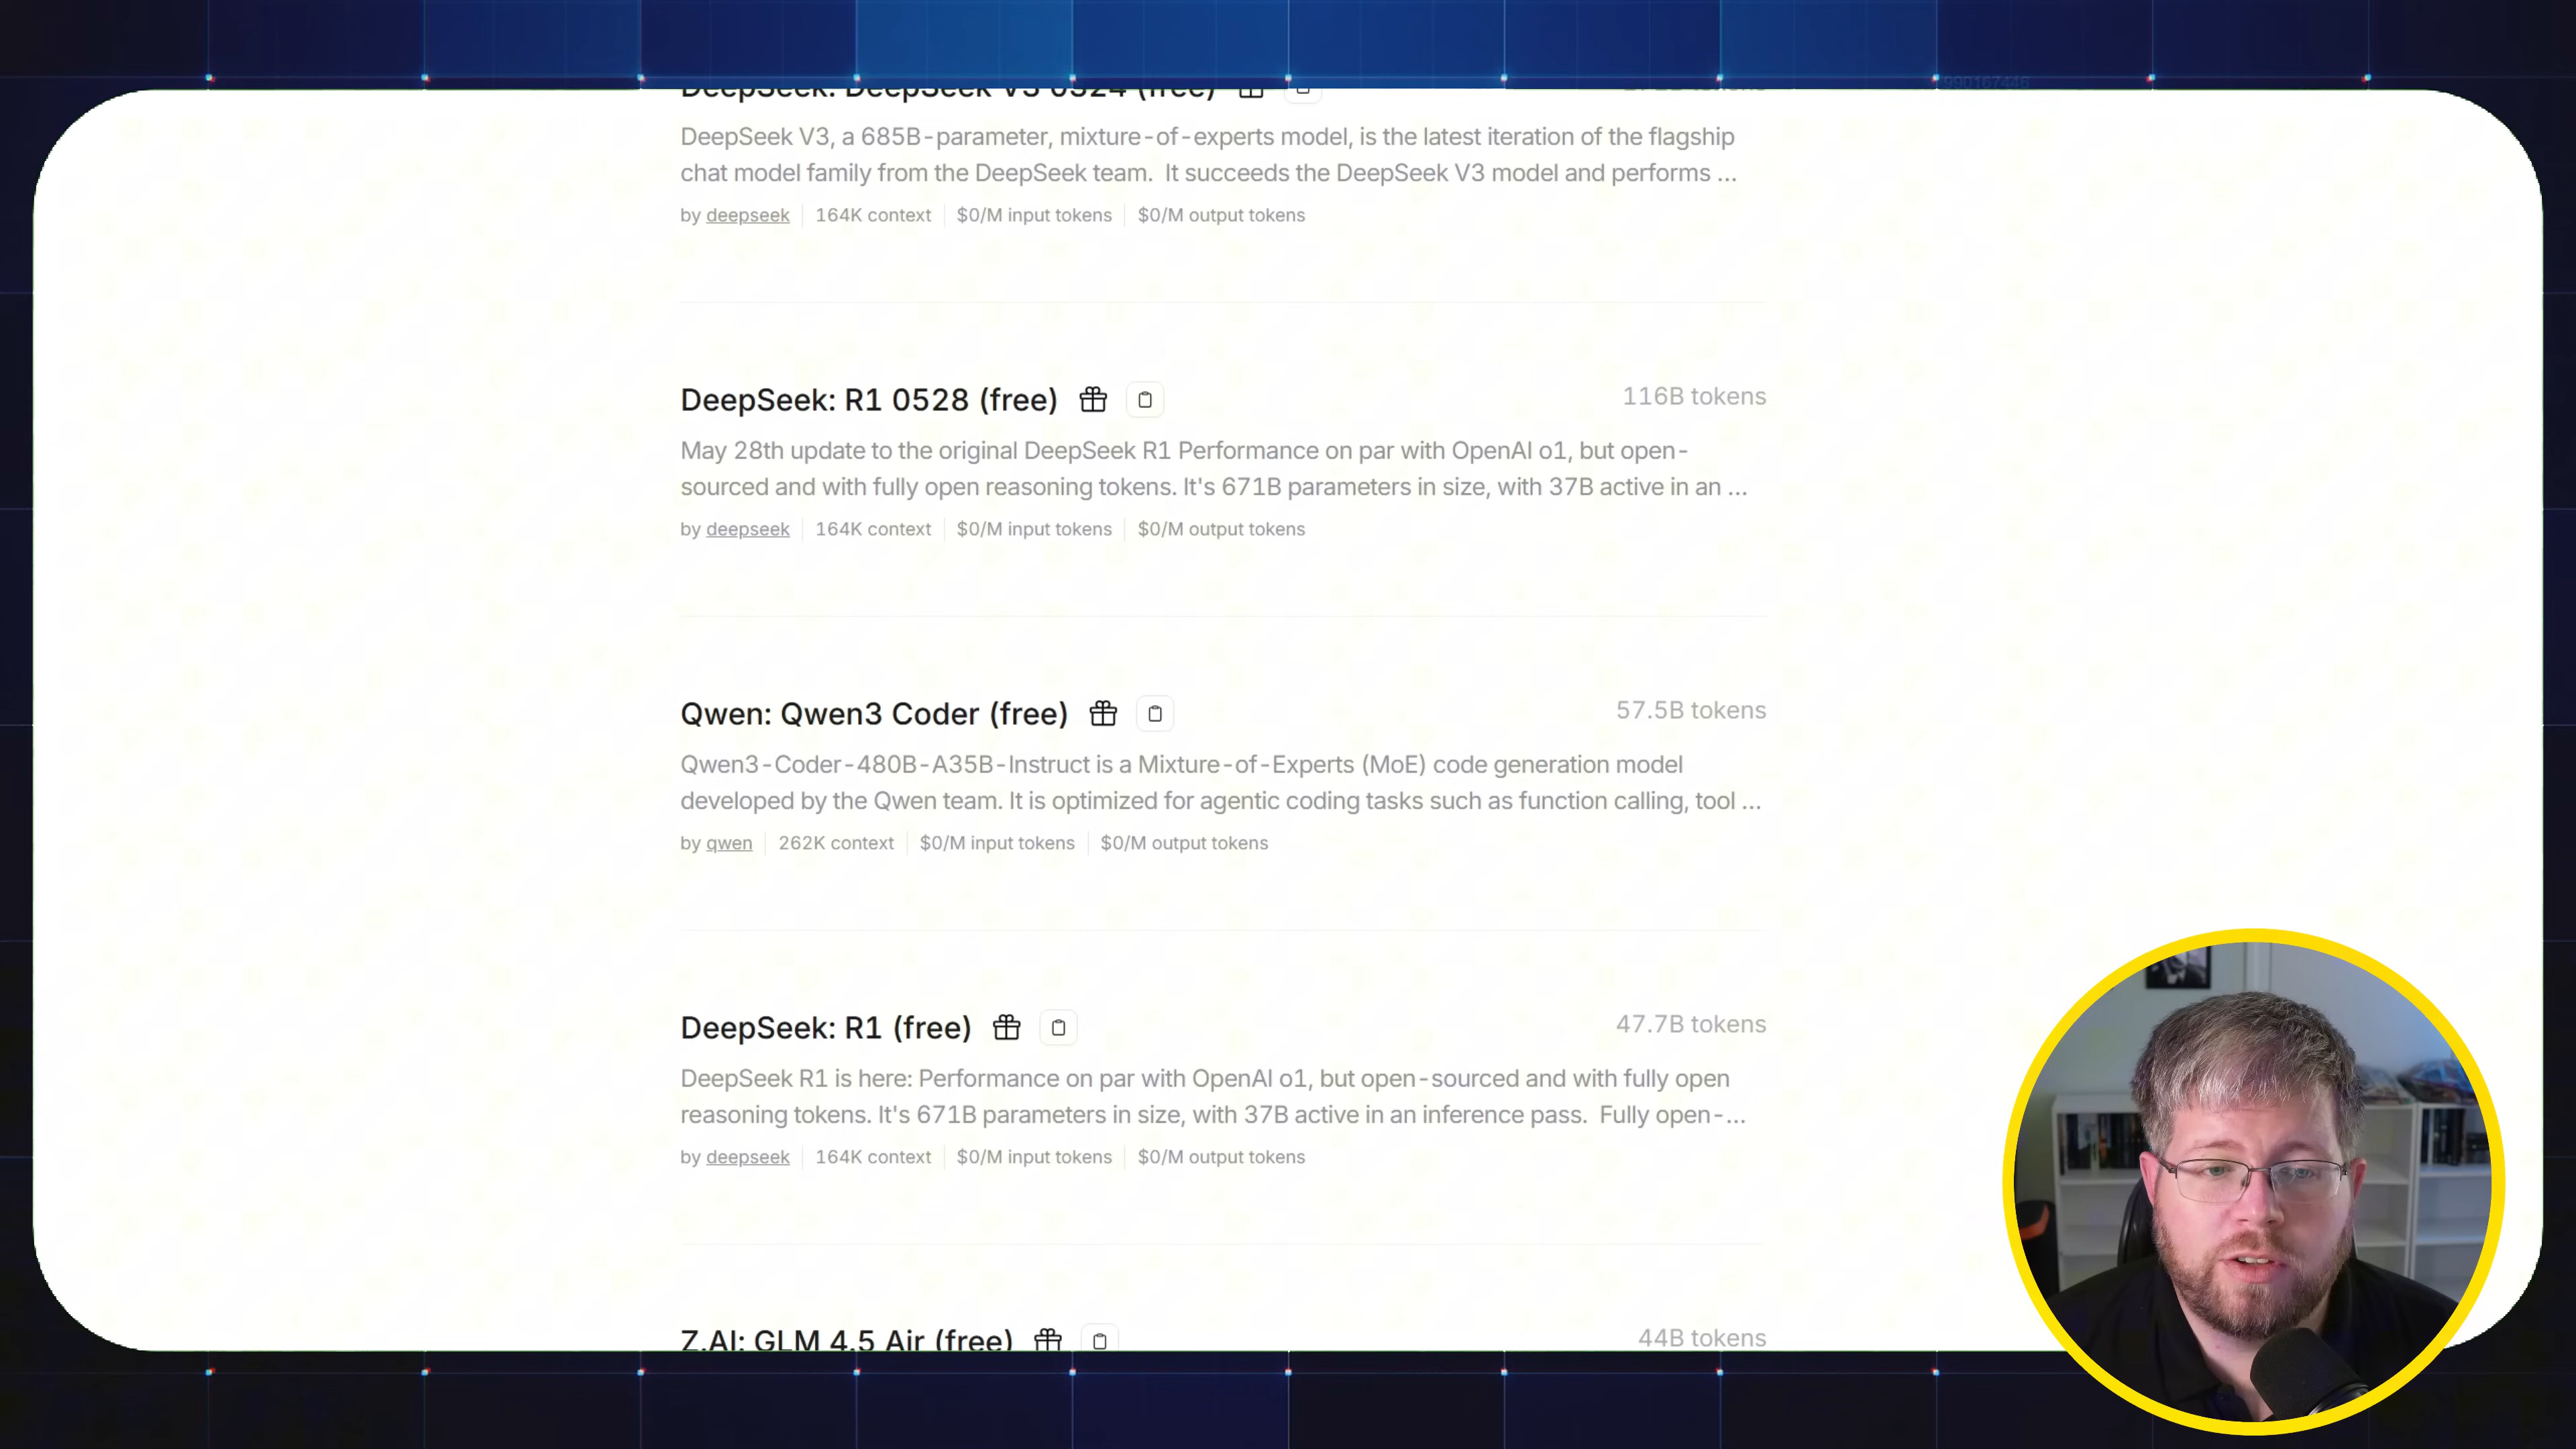 DeepSeek: DeepSeek V3 0324 (free)
DeepSeek V3, a 685B-parameter, mixture-of-experts model, is the latest iteration of the flagship
chat model family from the DeepSeek team. It succeeds the DeepSeek V3 model and performs ...
by deepseek 164K context $0/M input tokens $0/M output tokens
DeepSeek: R1 0528 (free) 116B tokens
May 28th update to the original DeepSeek R1 Performance on par with OpenAI o1, but open-
sourced and with fully open reasoning tokens. It's 671B parameters in size, with 37B active in an ...
by deepseek 164K context $0/M input tokens $0/M output tokens
Qwen: Qwen3 Coder (free) 57.5B tokens
Qwen3-Coder-480B-A35B-Instruct is a Mixture-of-Experts (MoE) code generation model
developed by the Qwen team. It is optimized for agentic coding tasks such as function calling, tool ...
by qwen 262K context $0/M input tokens $0/M output tokens
DeepSeek: R1 (free) 47.7B tokens
DeepSeek R1 is here: Performance on par with OpenAI o1, but open-sourced and with fully open
reasoning tokens. It's 671B parameters in size, with 37B active in an inference pass. Fully open-...
by deepseek 164K context $0/M input tokens $0/M output tokens
Z.AI: GLM 4.5 Air (free) 44B tokens